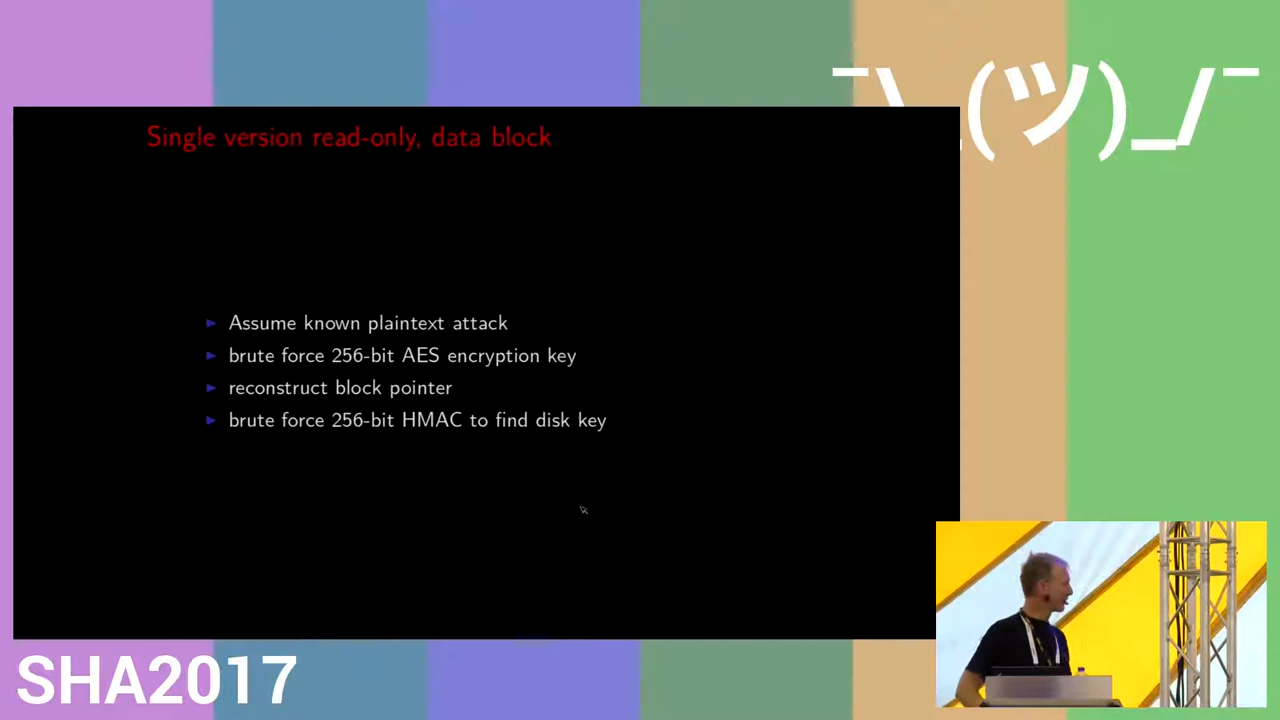 ¯\_(ツ)_/¯
Single version read-only, data block
Assume known plaintext attack
brute force 256-bit AES encryption key
reconstruct block pointer
brute force 256-bit HMAC to find disk key
SHA2017